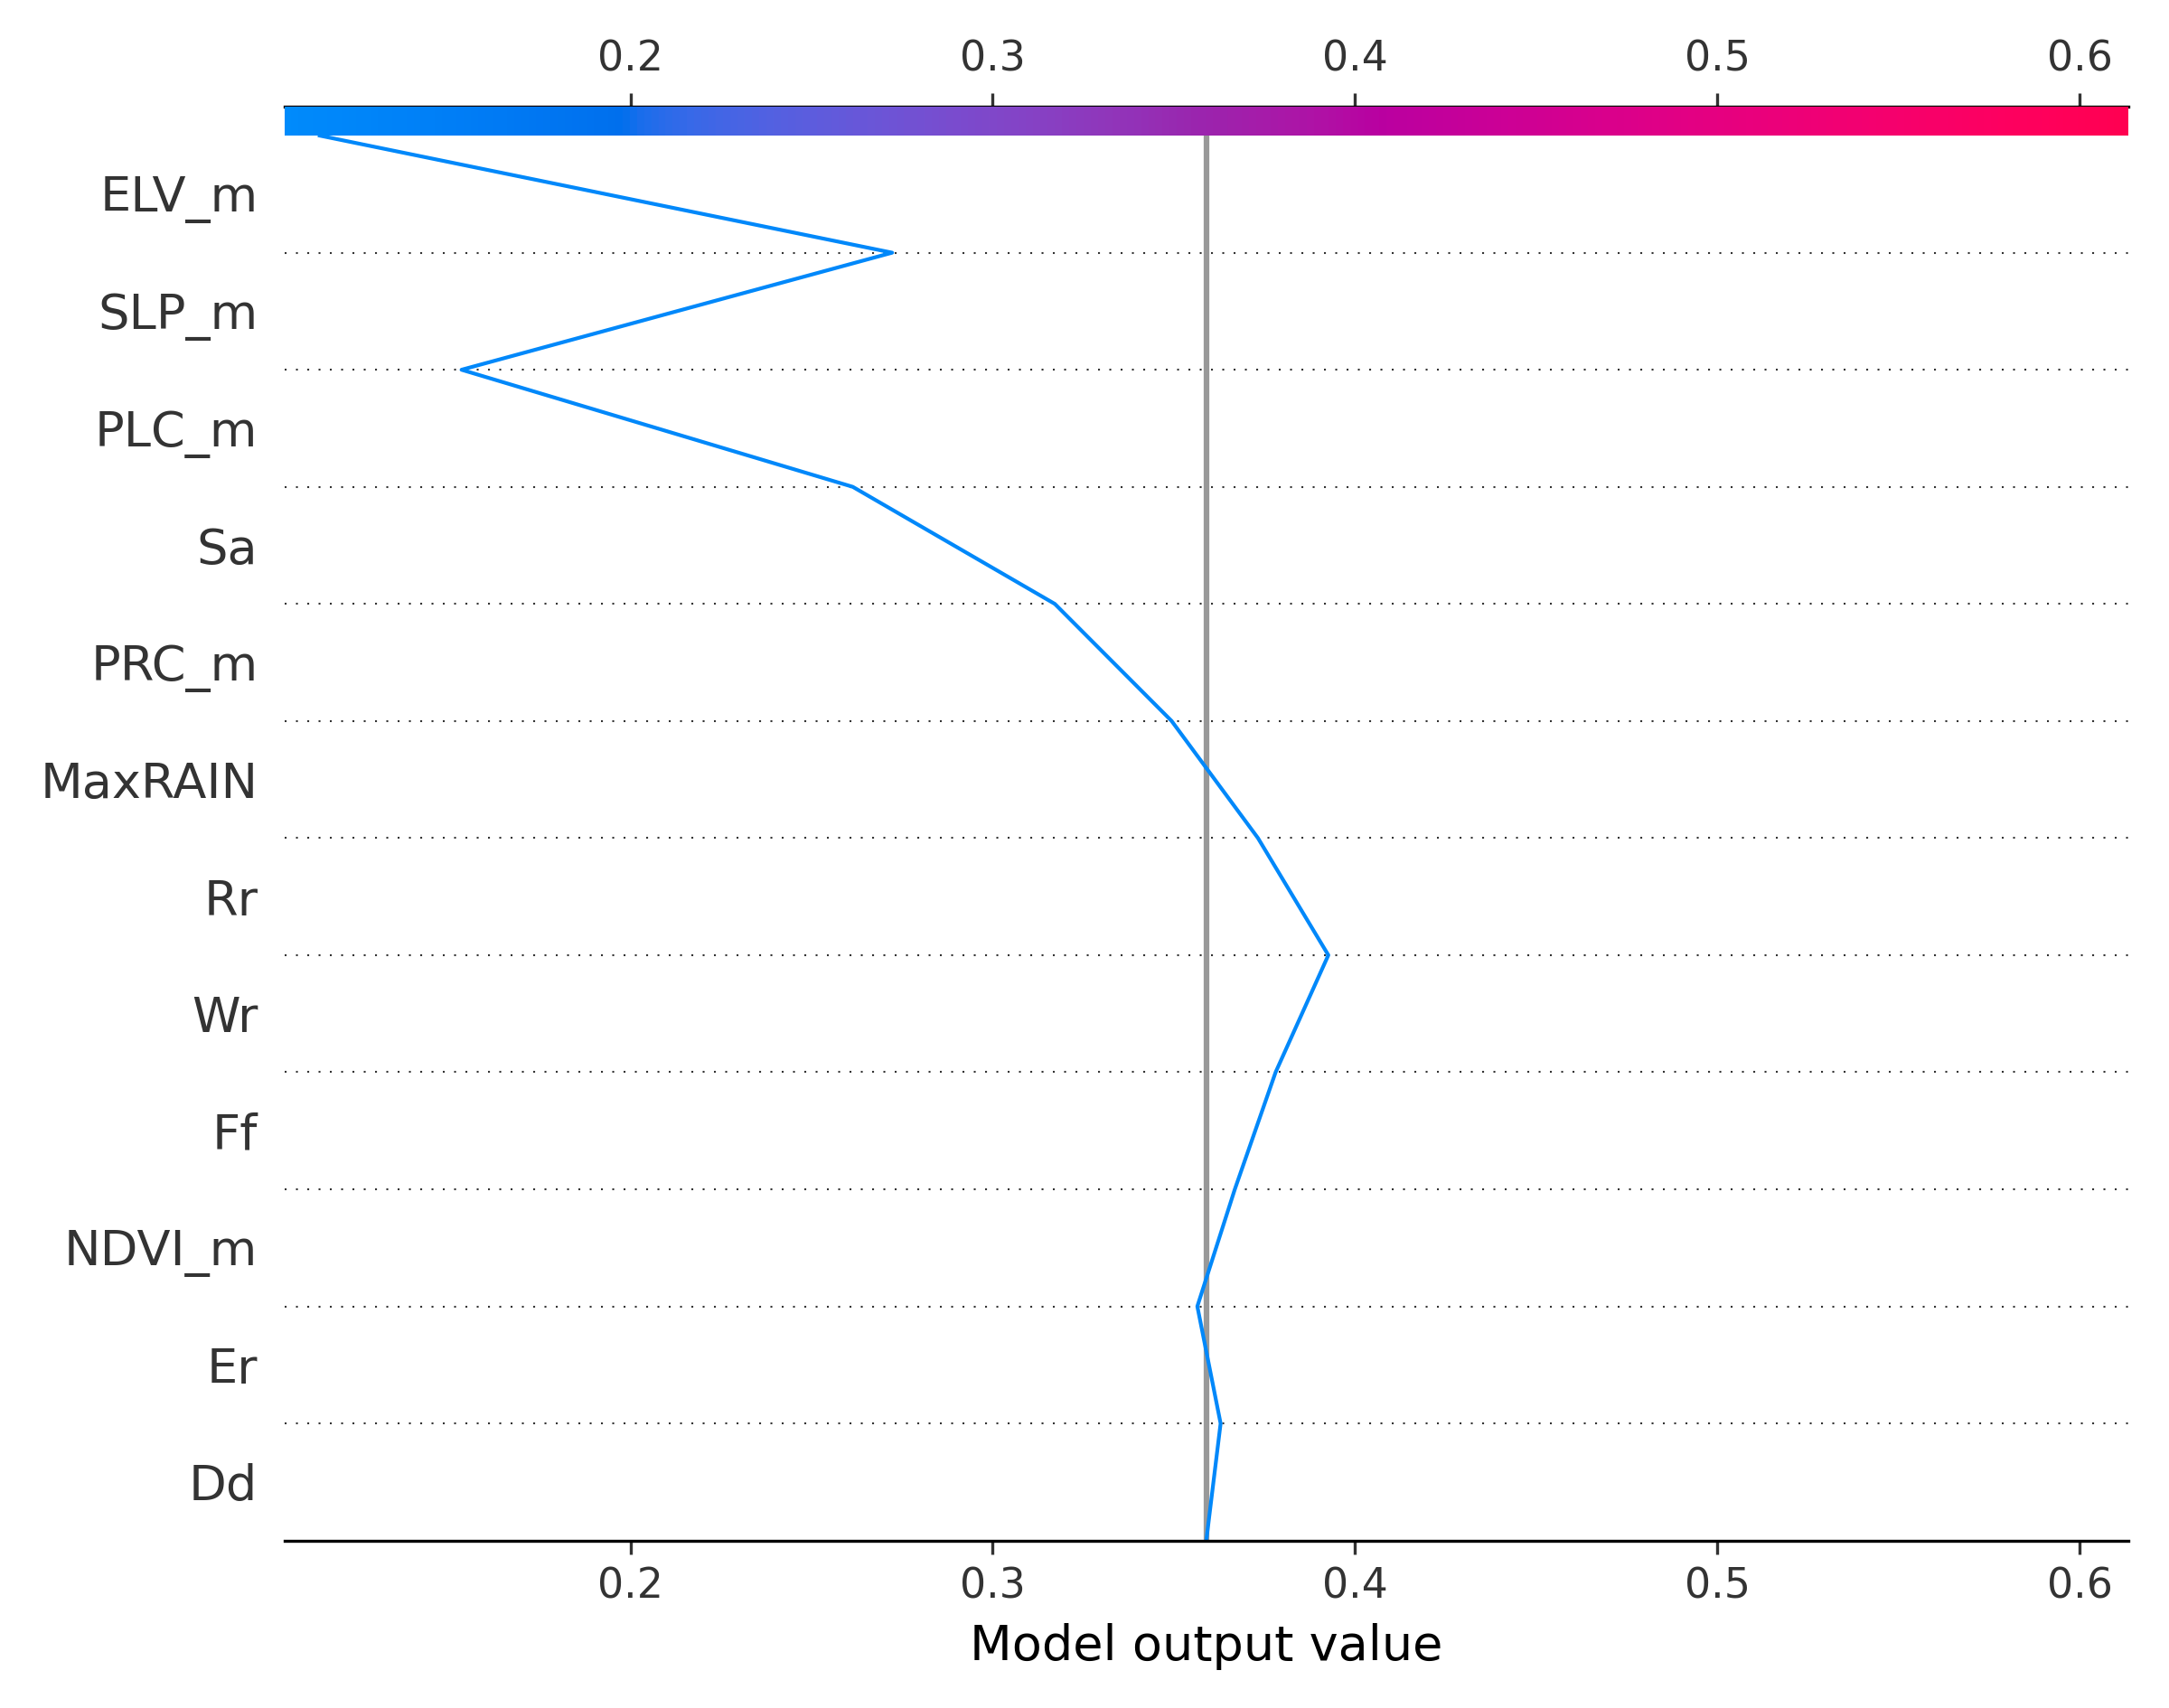 0.2 0.3 0.4 0.5 0.6
ELV_m
SLP_m
PLC_m
Sa
PRC_m
MaxRAIN
Rr
Wr
Ff
NDVI_m
Er
Dd
0.2 0.3 0.4 0.5 0.6
Model output value